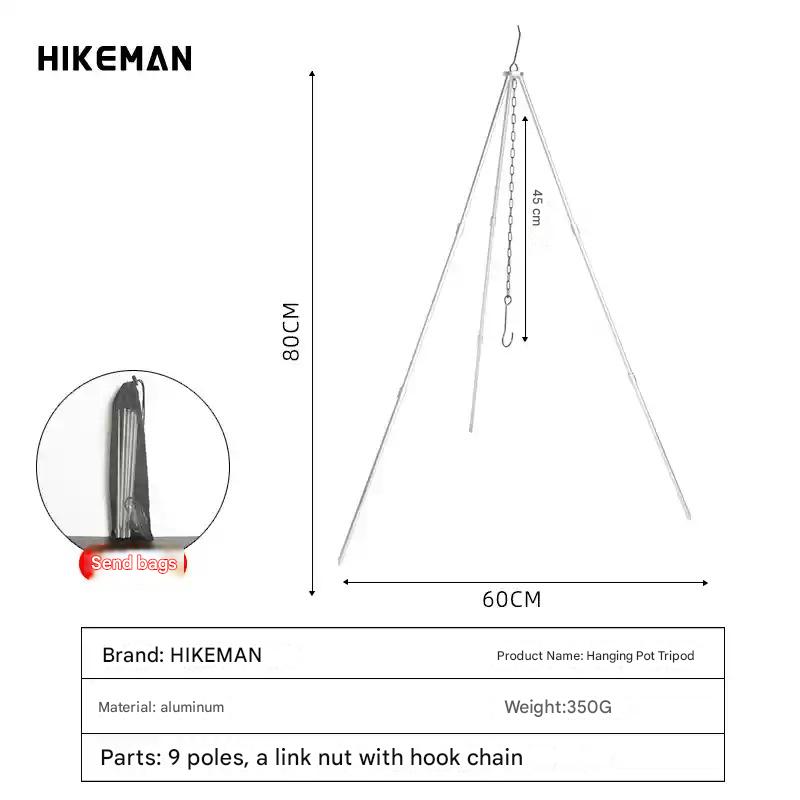 HIKEMAN
45 cm
80CM
Send bags
60CM
Brand: HIKEMAN
Product Name: Hanging Pot Tripod
Material: aluminum
Weight:350G
Parts: 9 poles, a link nut with hook chain